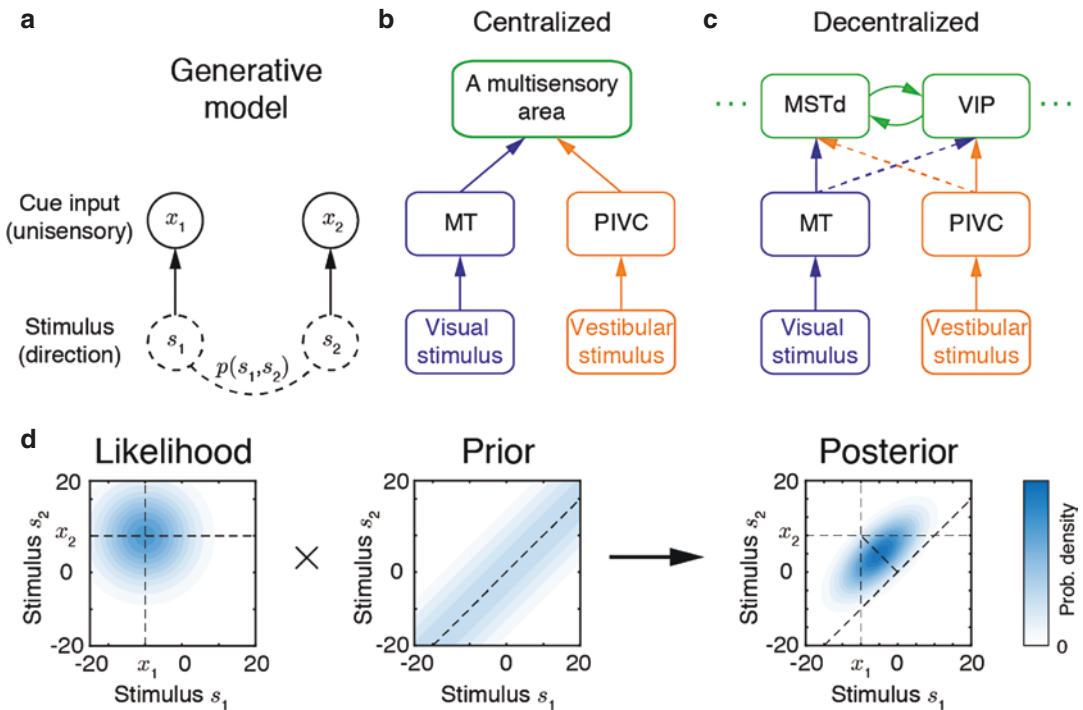 a
Generative
model
Cue input
(unisensory)
x₁
x₂
Stimulus
(direction)
s₁
s₂
p(s₁,s₂)
b
Centralized
A multisensory
area
MT
PIVC
Visual
stimulus
Vestibular
stimulus
c
Decentralized
MSTd
VIP
MT
PIVC
Visual
stimulus
Vestibular
stimulus
d
Likelihood
20
x₂
0
-20
Stimulus s₂
-20
x₁
0
20
Stimulus s₁
×
Prior
20
0
-20
Stimulus s₂
-20
0
20
Stimulus s₁
Posterior
20
x₂
0
-20
Stimulus s₂
-20
x₁
0
20
Stimulus s₁
Prob. density
0